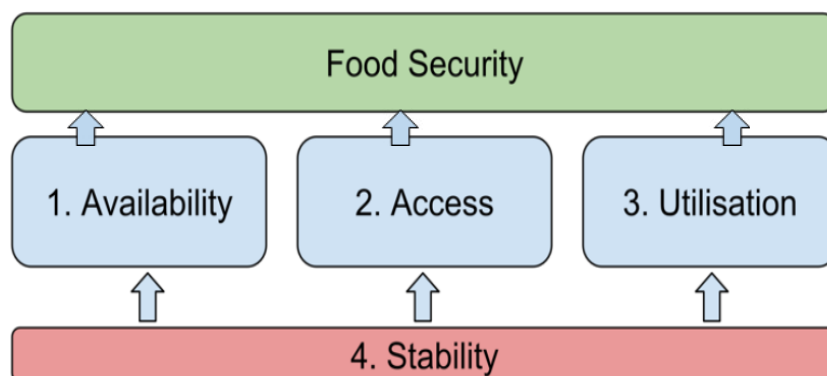 Food Security
1. Availability
2. Access
3. Utilisation
4. Stability